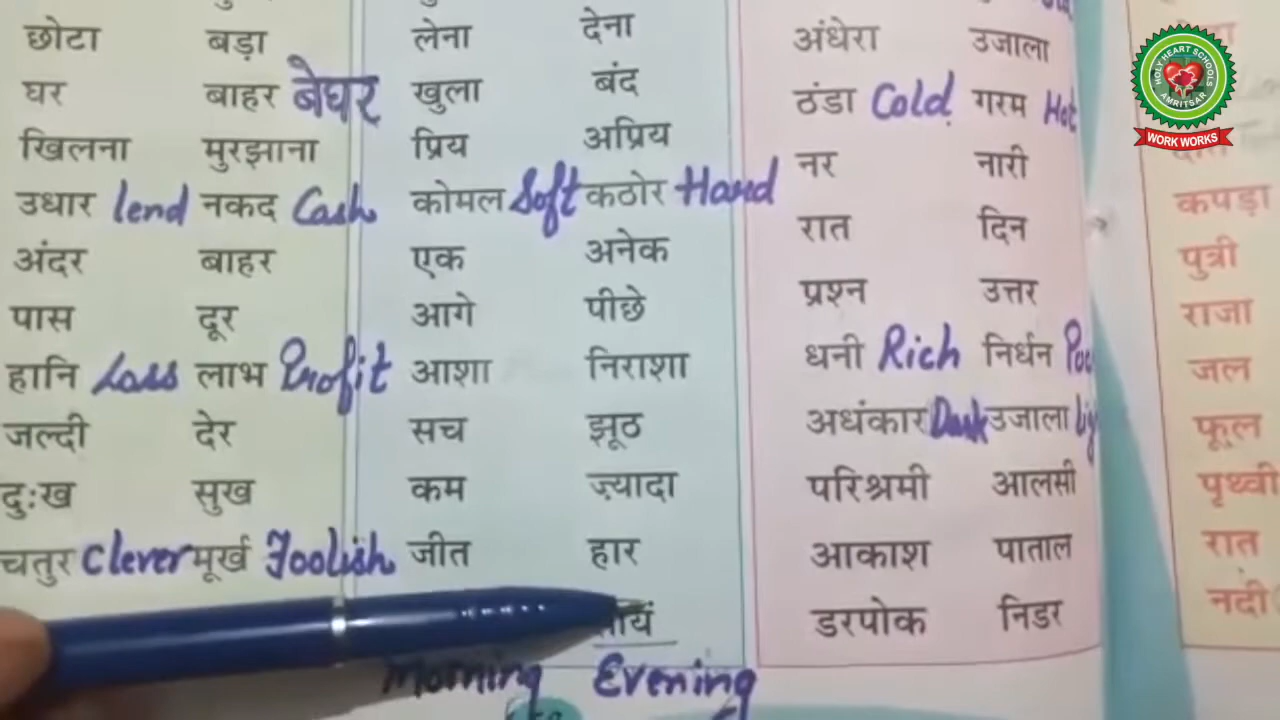 छोटा बड़ा
घर बाहर बेघर
खिलना मुरझाना
उधार lend नकद Cash
अंदर बाहर
पास दूर
हानि Loss लाभ Profit
जल्दी देर
दुःख सुख
चतुर Clever मूर्ख Foolish
लेना देना
खुला बंद
प्रिय अप्रिय
कोमल Soft कठोर Hard
एक अनेक
आगे पीछे
आशा निराशा
सच झूठ
कम ज़्यादा
जीत हार
Morning Evening
अंधेरा उजाला
ठंडा Cold गरम Hot
नर नारी
रात दिन
प्रश्न उत्तर
धनी Rich निर्धन
अधंकार Dark उजाला
परिश्रमी आलसी
आकाश पाताल
डरपोक निडर
कपड़ा
पुत्री
राजा
जल
फूल
पृथ्वी
रात
नदी
HOLY HEART SCHOOLS
AMRITSAR
WORK WORKS